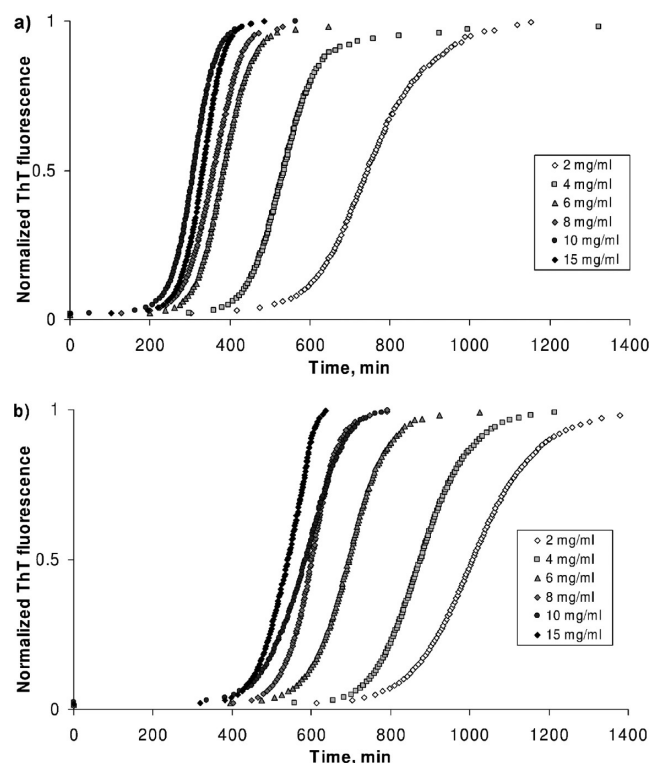 a)
1
0.5
0
Normalized ThT fluorescence
2 mg/ml
4 mg/ml
6 mg/ml
8 mg/ml
10 mg/ml
15 mg/ml
0 200 400 600 800 1000 1200 1400
Time, min
b)
1
0.5
0
Normalized ThT fluorescence
2 mg/ml
4 mg/ml
6 mg/ml
8 mg/ml
10 mg/ml
15 mg/ml
0 200 400 600 800 1000 1200 1400
Time, min